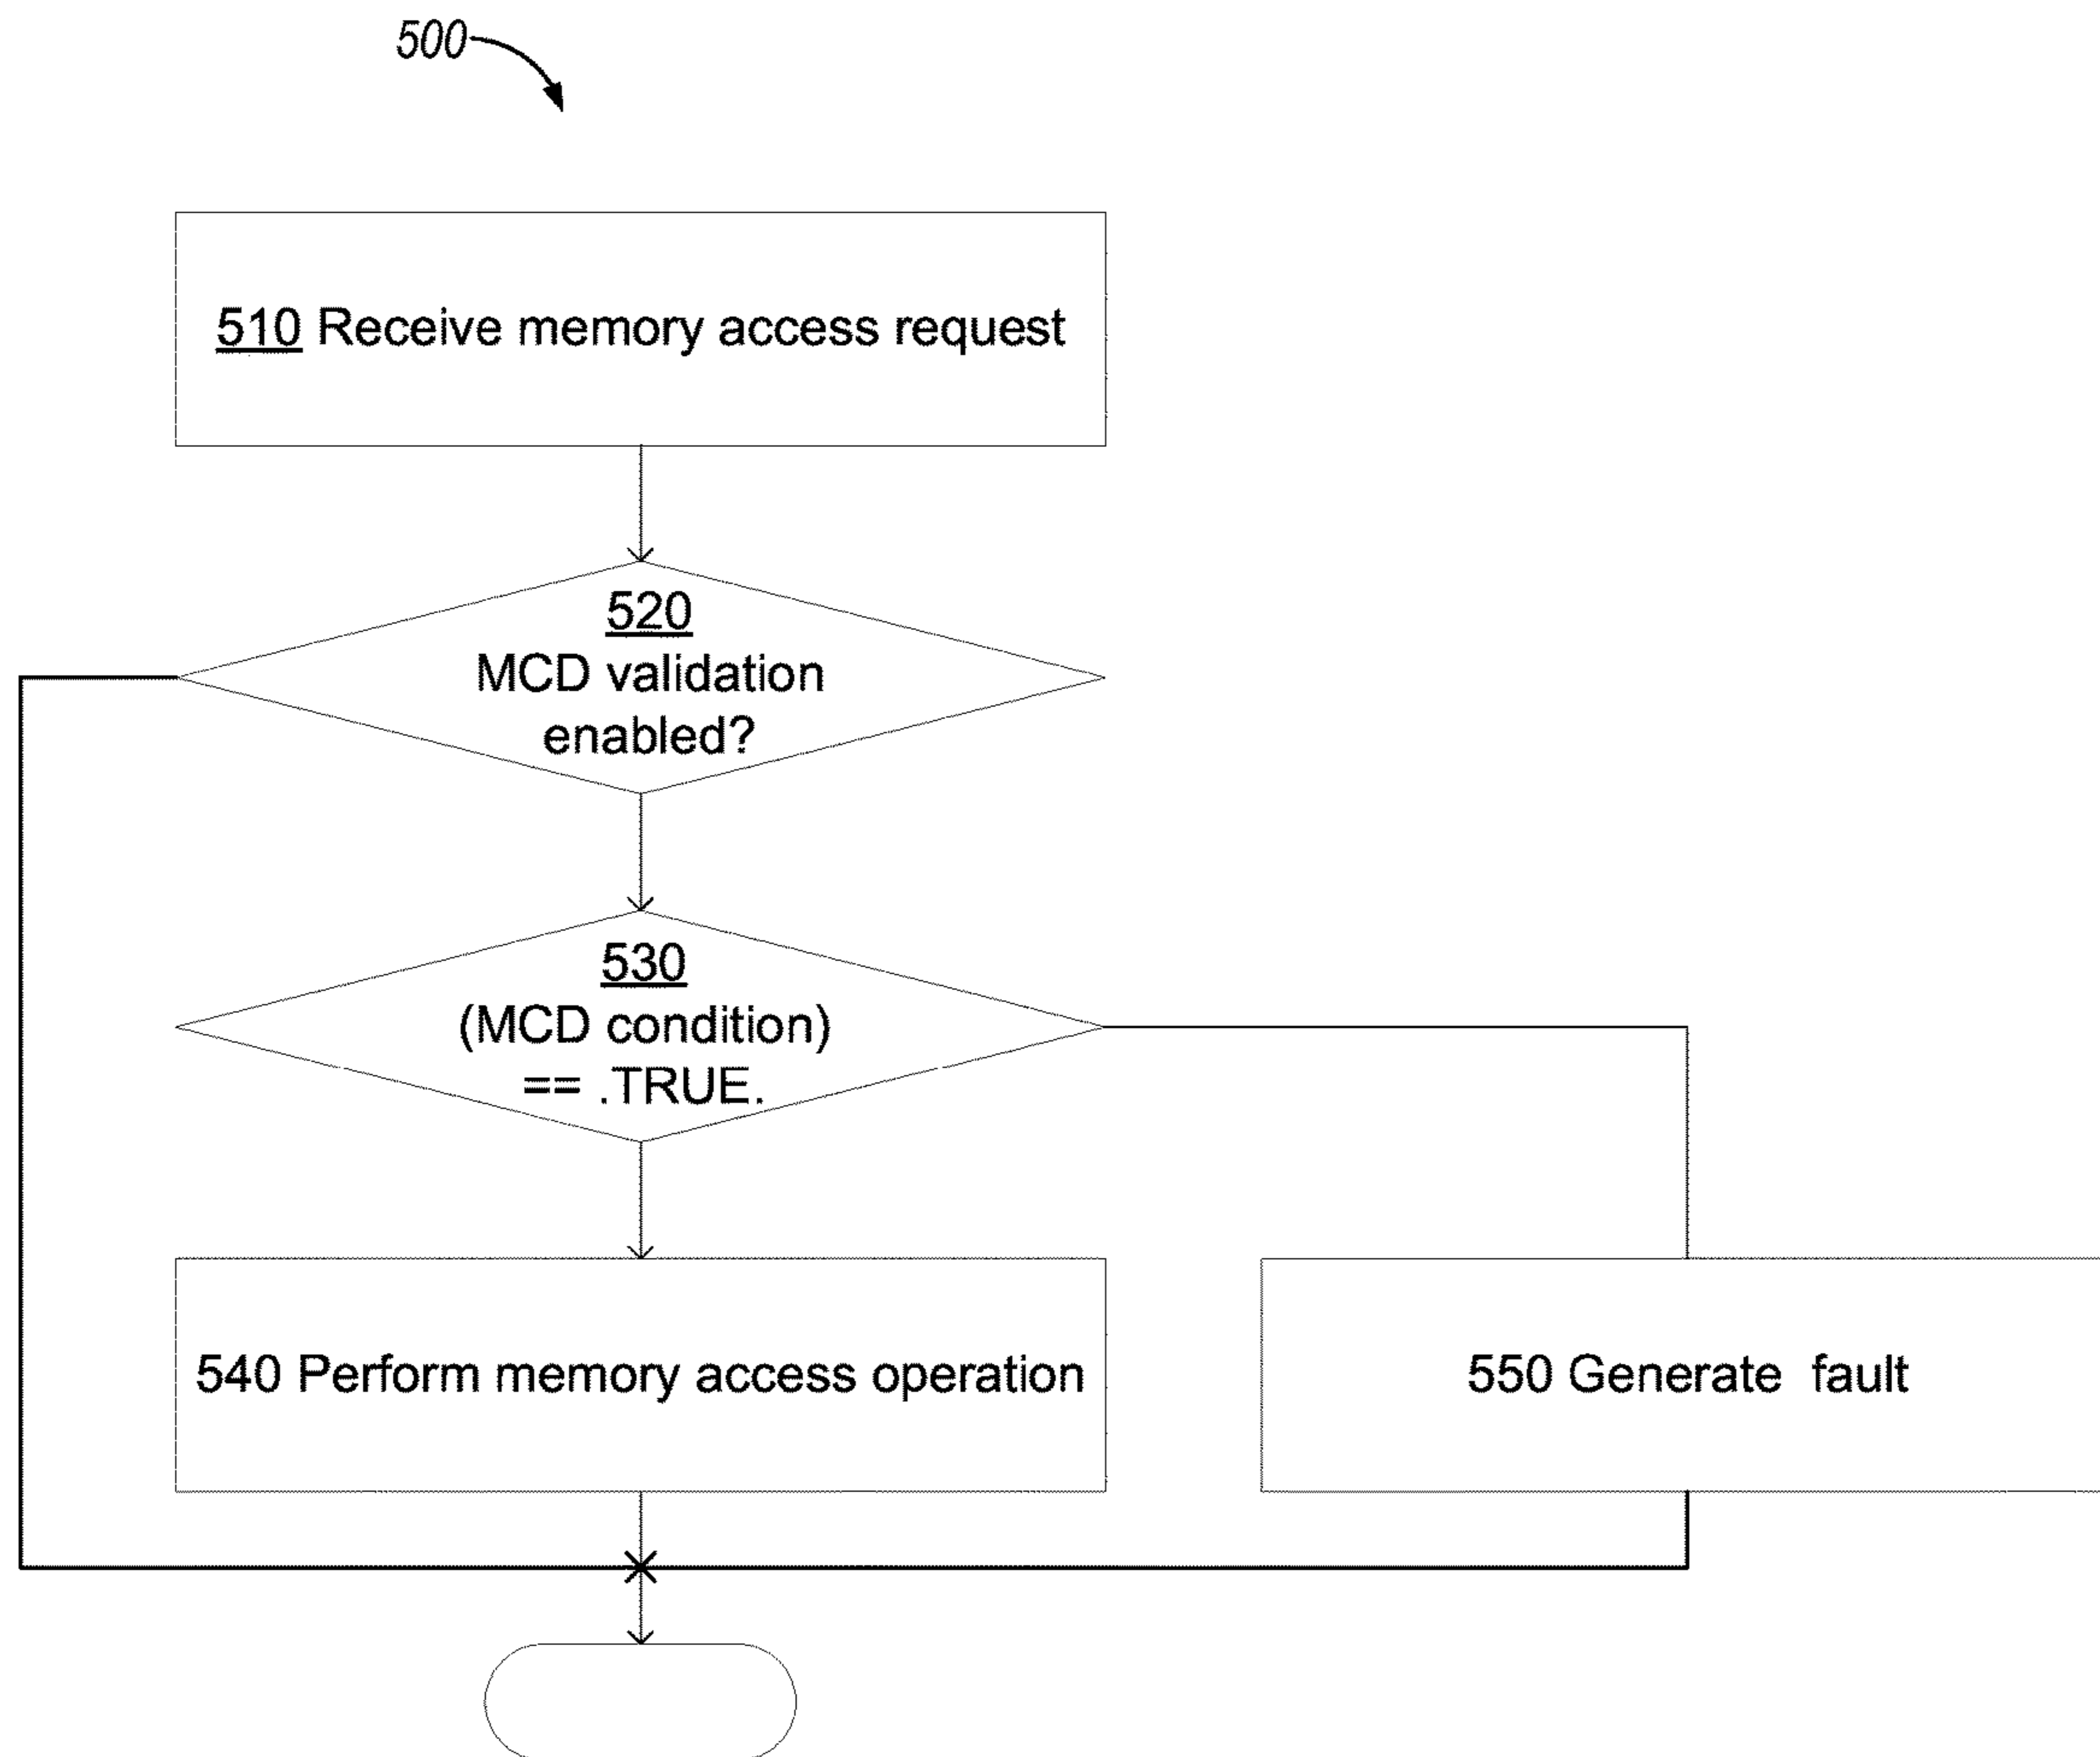 500
510 Receive memory access request
520
MCD validation
enabled?
530
(MCD condition)
== .TRUE.
540 Perform memory access operation
550 Generate fault